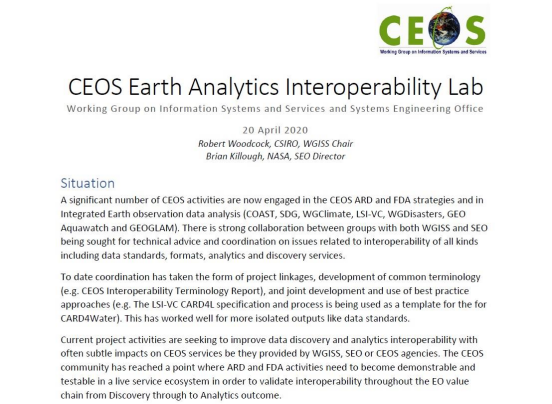 CEOS
Working Group on Information Systems and Services
CEOS Earth Analytics Interoperability Lab
Working Group on Information Systems and Services and Systems Engineering Office
20 April 2020
Robert Woodcock, CSIRO, WGISS Chair
Brian Killough, NASA, SEO Director
Situation
A significant number of CEOS activities are now engaged in the CEOS ARD and FDA strategies and in
Integrated Earth observation data analysis (COAST, SDG, WGClimate, LSI-VC, WGDisasters, GEO
Aquawatch and GEOGLAM). There is strong collaboration between groups with both WGISS and SEO
being sought for technical advice and coordination on issues related to interoperability of all kinds
including data standards, formats, analytics and discovery services.
To date coordination has taken the form of project linkages, development of common terminology
(e.g. CEOS Interoperability Terminology Report), and joint development and use of best practice
approaches (e.g. The LSI-VC CARD4L specification and process is being used as a template for the for
CARD4Water). This has worked well for more isolated outputs like data standards.
Current project activities are seeking to improve data discovery and analytics interoperability with
often subtle impacts on CEOS services be they provided by WGISS, SEO or CEOS agencies. The CEOS
community has reached a point where ARD and FDA activities need to become demonstrable and
testable in a live service ecosystem in order to validate interoperability throughout the EO value
chain from Discovery through to Analytics outcome.